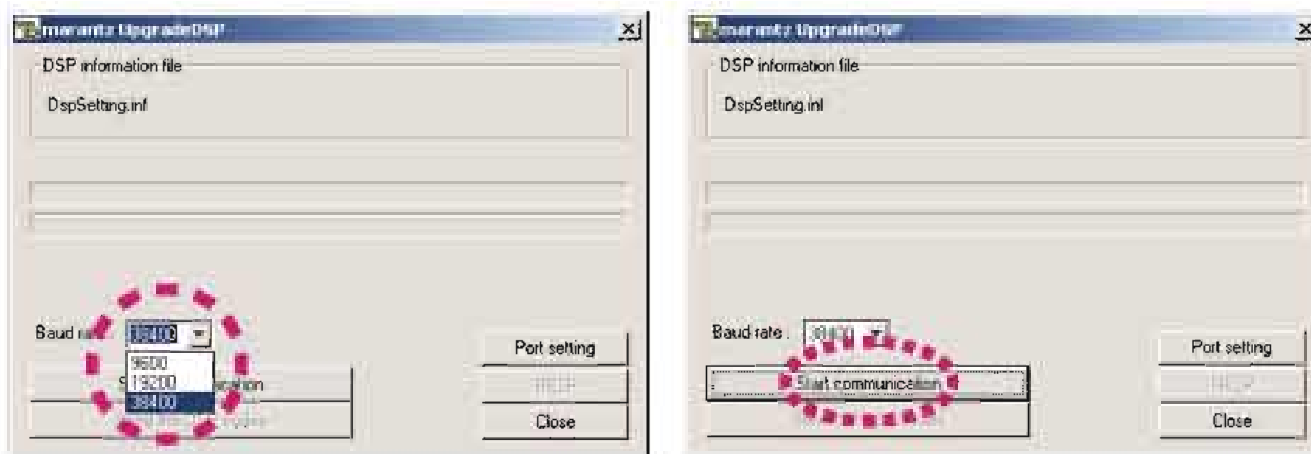 marantz UpgradeDSP
DSP information file
DspSetting.inf
Baud
38400
9600
19200
38400
Port setting
Close
marantz UpgradeDSP
DSP information file
DspSetting.inf
Baud rate :
38400
Start communication
Port setting
Close